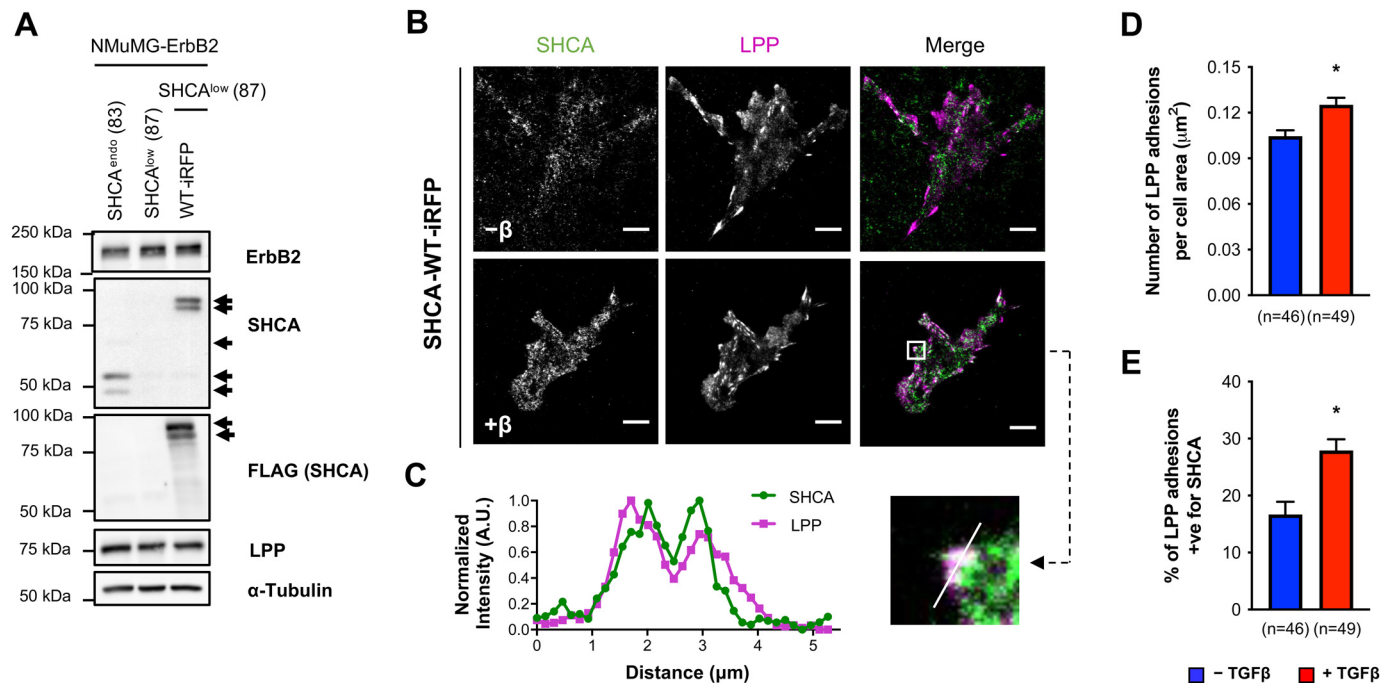 A
NMuMG-ErbB2
SHCAlow (87)
SHCAendo (83)
SHCAlow (87)
WT-iRFP
250 kDa
150 kDa
ErbB2
100 kDa
75 kDa
50 kDa
SHCA
100 kDa
75 kDa
50 kDa
FLAG (SHCA)
75 kDa
LPP
50 kDa
α-Tubulin
B
SHCA
LPP
Merge
SHCA-WT-iRFP
−β
+β
C
Normalized
Intensity (A.U.)
1.0
0.8
0.6
0.4
0.2
0.0
0 1 2 3 4 5
Distance (μm)
SHCA
LPP
D
Number of LPP adhesions
per cell area (μm2)
0.15
0.12
0.09
0.06
0.03
0.00
*
(n=46) (n=49)
E
% of LPP adhesions
+ve for SHCA
40
30
20
10
0
*
(n=46) (n=49)
− TGFβ + TGFβ